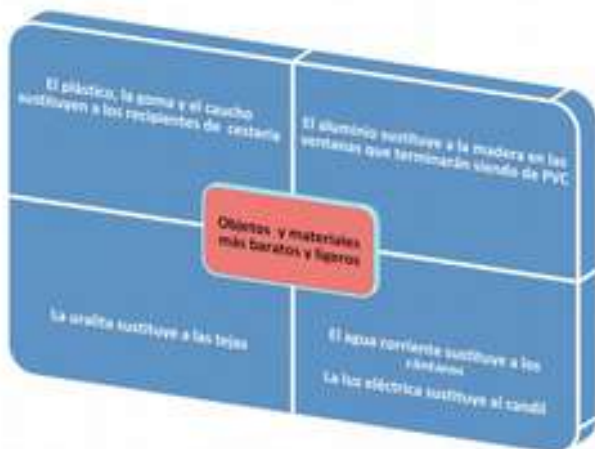 El plástico, la goma y el caucho
sustituyen a los recipientes de cestería
El aluminio sustituye a la madera en las
ventanas que terminarán siendo de PVC
Objetos y materiales
más baratos y ligeros
La uralita sustituye a las tejas
El agua corriente sustituye a los
cántaros
La luz eléctrica sustituye al candil